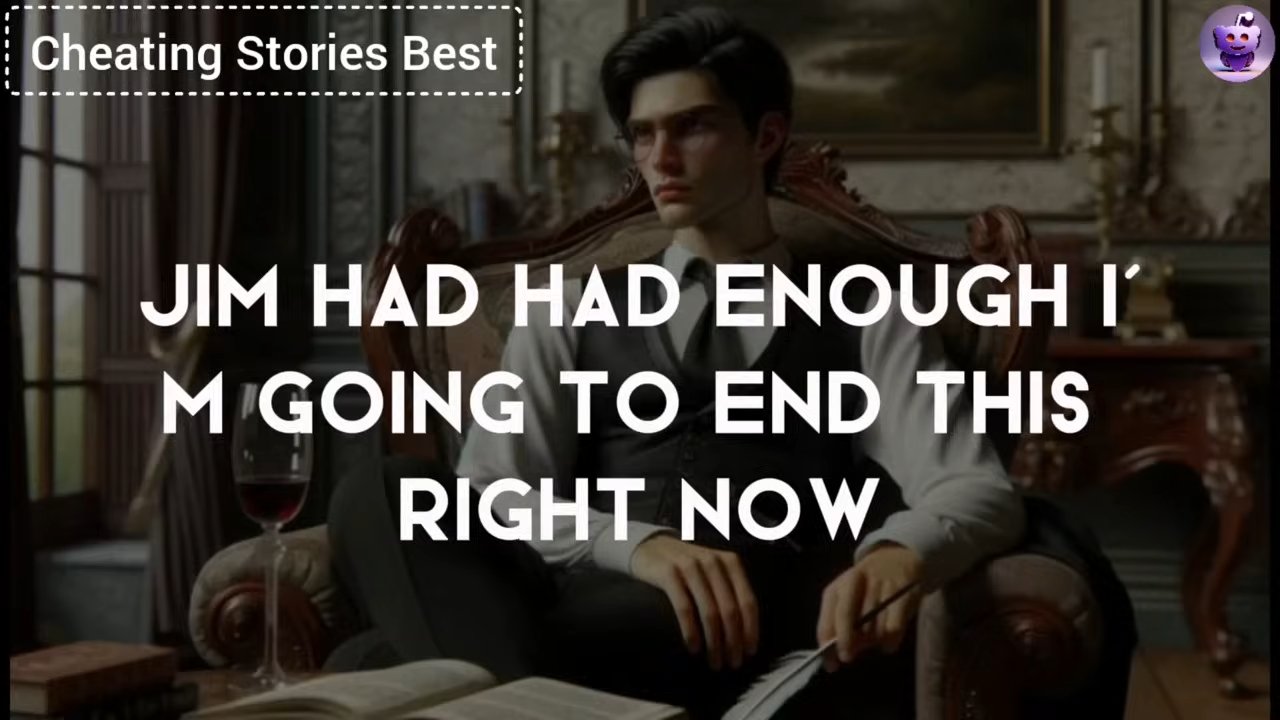 Cheating Stories Best
JIM HAD HAD ENOUGH I´
M GOING TO END THIS
RIGHT NOW